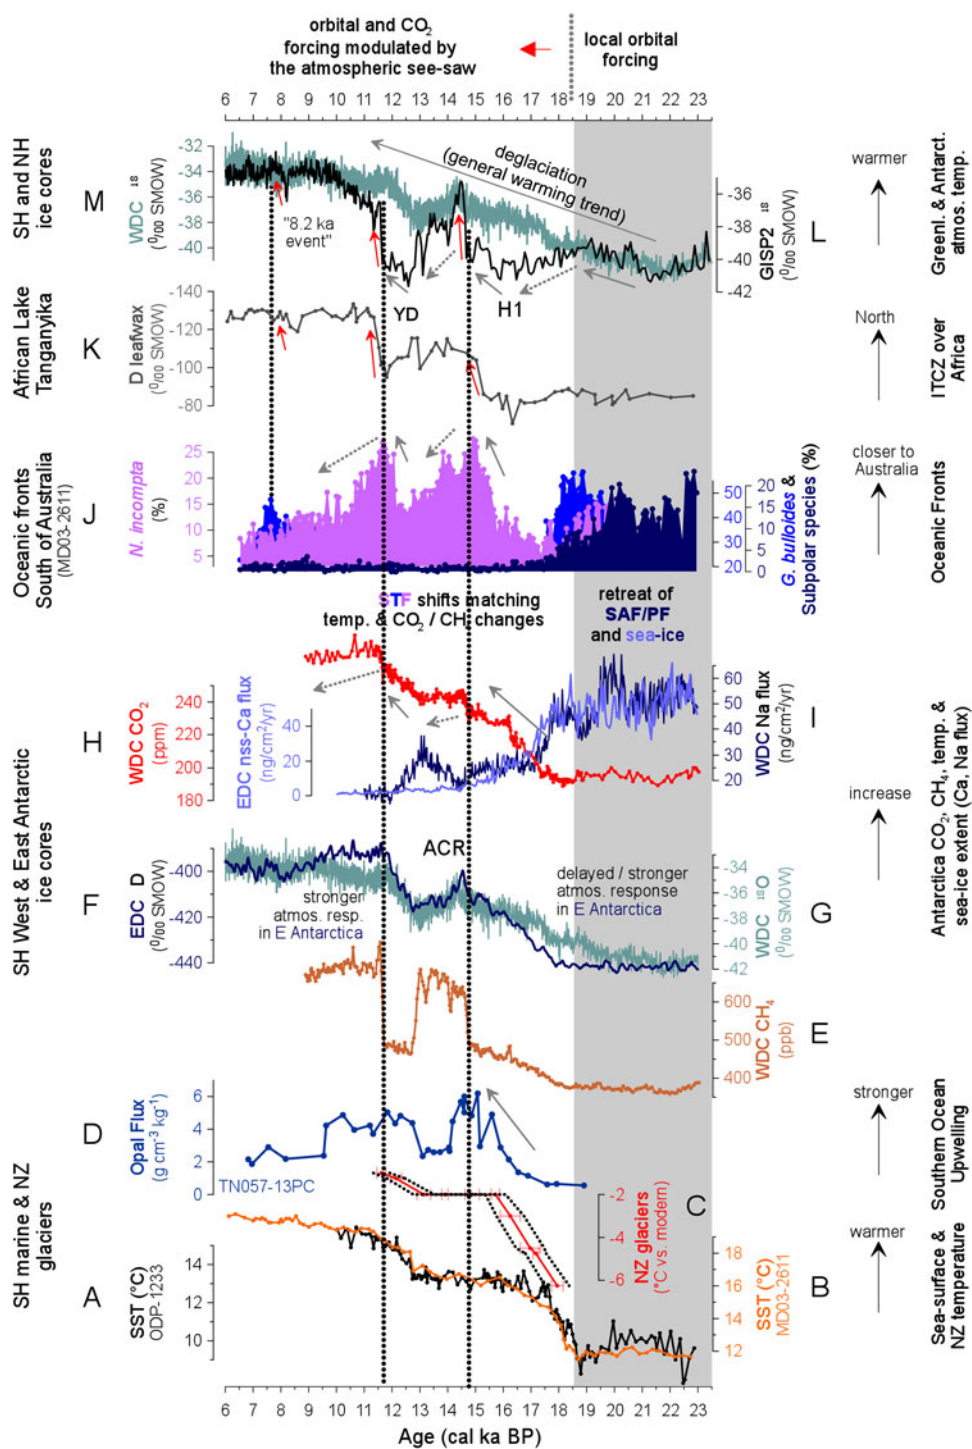 orbital and CO2
forcing modulated by
the atmospheric see-saw
local orbital
forcing
6 7 8 9 10 11 12 13 14 15 16 17 18 19 20 21 22 23
SH and NH
ice cores
M
WDC 18
(0/00 SMOW)
-32
-34
-36
-38
-40
deglaciation
(general warming trend)
"8.2 ka
event"
YD
H1
-36
-38
-40
-42
GISP2 18
(0/00 SMOW)
L
warmer
Greenl. & Antarct.
atmos. temp.
African Lake
Tanganyika
K
D leafwax
(0/00 SMOW)
-140
-120
-100
-80
North
ITCZ over
Africa
Oceanic fronts
South of Australia
(MD03-2611)
J
N. incompta
(%)
25
20
15
10
5
50
40
30
20
20
15
10
5
0
G. bulloides &
Subpolar species (%)
closer to
Australia
Oceanic Fronts
STF shifts matching
temp. & CO2 / CH4 changes
retreat of
SAF/PF
and sea-ice
SH West & East Antarctic
ice cores
H
WDC CO2
(ppm)
240
220
200
180
EDC nss-Ca flux
(ng/cm2/yr)
40
20
0
60
50
40
30
20
WDC Na flux
(ng/cm2/yr)
I
increase
Antarctica CO2, CH4, temp. &
sea-ice extent (Ca, Na flux)
F
EDC D
(0/00 SMOW)
-400
-420
-440
ACR
stronger
atmos. resp.
in E Antarctica
delayed / stronger
atmos. response
in E Antarctica
-34
-36
-38
-40
-42
WDC 18O
(0/00 SMOW)
G
600
500
400
WDC CH4
(ppb)
E
D
Opal Flux
(g cm-3 kg-1)
6
4
2
0
TN057-13PC
stronger
Southern Ocean
Upwelling
SH marine & NZ
glaciers
-2
-4
-6
NZ glaciers
(°C vs. modern)
C
A
SST (°C)
ODP-1233
14
13
12
10
18
16
14
12
SST (°C)
MD03-2611
B
warmer
Sea-surface &
NZ temperature
6 7 8 9 10 11 12 13 14 15 16 17 18 19 20 21 22 23
Age (cal ka BP)